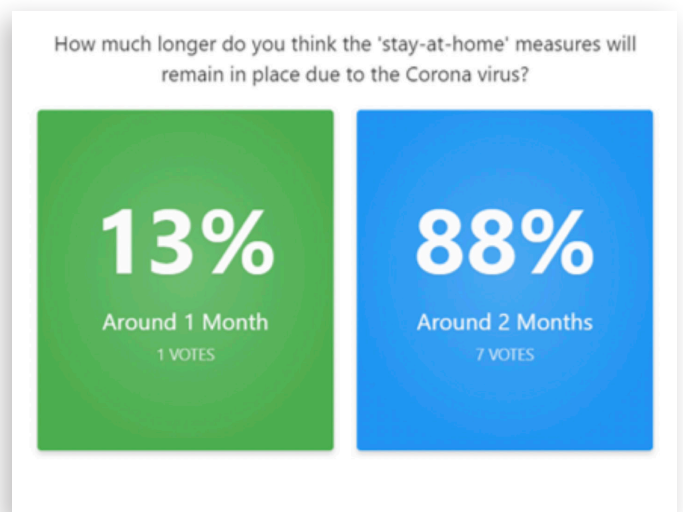 How much longer do you think the 'stay-at-home' measures will
remain in place due to the Corona virus?
13%
Around 1 Month
1 VOTES
88%
Around 2 Months
7 VOTES